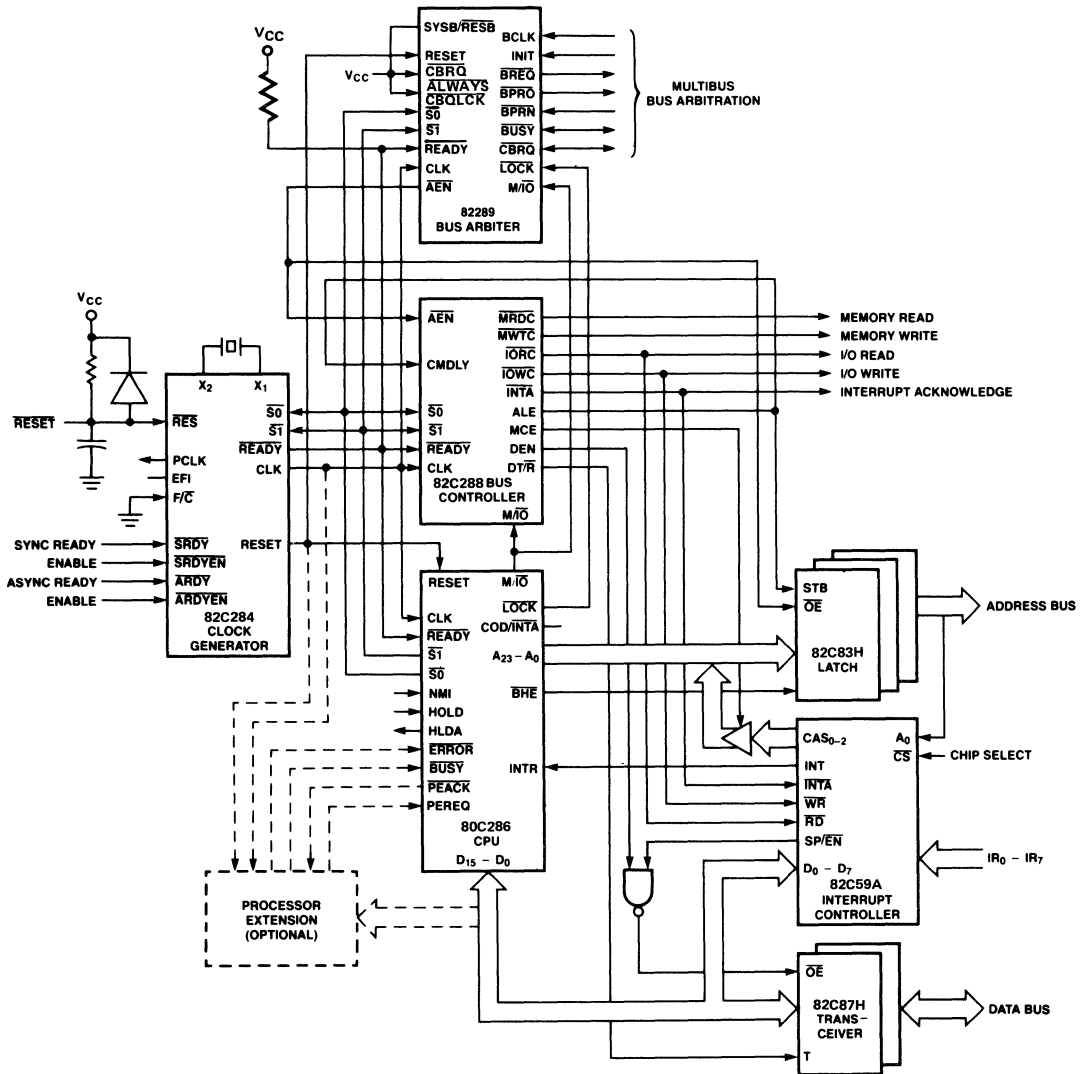 VCC
SYSB/RESB
RESET
VCC
CBRQ
ALWAYS
CBQLCK
S0
S1
READY
CLK
AEN
BCLK
INIT
BREQ
BPRO
BPRN
BUSY
CBRQ
LOCK
M/IO
82289
BUS ARBITER
MULTIBUS
BUS ARBITRATION
VCC
X2
X1
RESET
RES
PCLK
EFI
F/C
SYNC READY
SRDY
ENABLE
SRDYEN
ASYNC READY
ARDY
ENABLE
ARDYEN
S0
S1
READY
CLK
RESET
82C284
CLOCK
GENERATOR
AEN
CMDLY
S0
S1
READY
CLK
MRDC
MWTC
IORC
IOWC
INTA
ALE
MCE
DEN
DT/R
82C288 BUS
CONTROLLER
M/IO
MEMORY READ
MEMORY WRITE
I/O READ
I/O WRITE
INTERRUPT ACKNOWLEDGE
RESET
M/IO
CLK
READY
S1
S0
NMI
HOLD
HLDA
ERROR
BUSY
PEACK
PEREQ
LOCK
COD/INTA
A23 – A0
BHE
INTR
80C286
CPU
D15 – D0
STB
OE
82C83H
LATCH
ADDRESS BUS
CAS0–2
A0
CS
CHIP SELECT
INT
INTA
WR
RD
SP/EN
D0 – D7
IR0 – IR7
82C59A
INTERRUPT
CONTROLLER
PROCESSOR
EXTENSION
(OPTIONAL)
OE
82C87H
TRANS-
CEIVER
T
DATA BUS